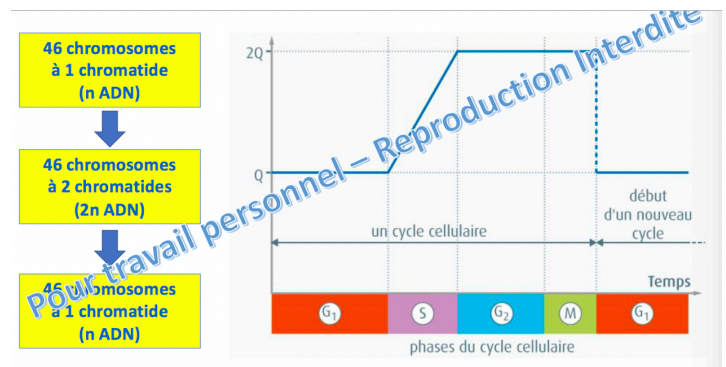 46 chromosomes
à 1 chromatide
(n ADN)
46 chromosomes
à 2 chromatides
(2n ADN)
46 chromosomes
à 1 chromatide
(n ADN)
Pour travail personnel – Reproduction Interdite
2Q
Q
un cycle cellulaire
début
d'un nouveau
cycle
Temps
G₁ S G₂ M G₁
phases du cycle cellulaire